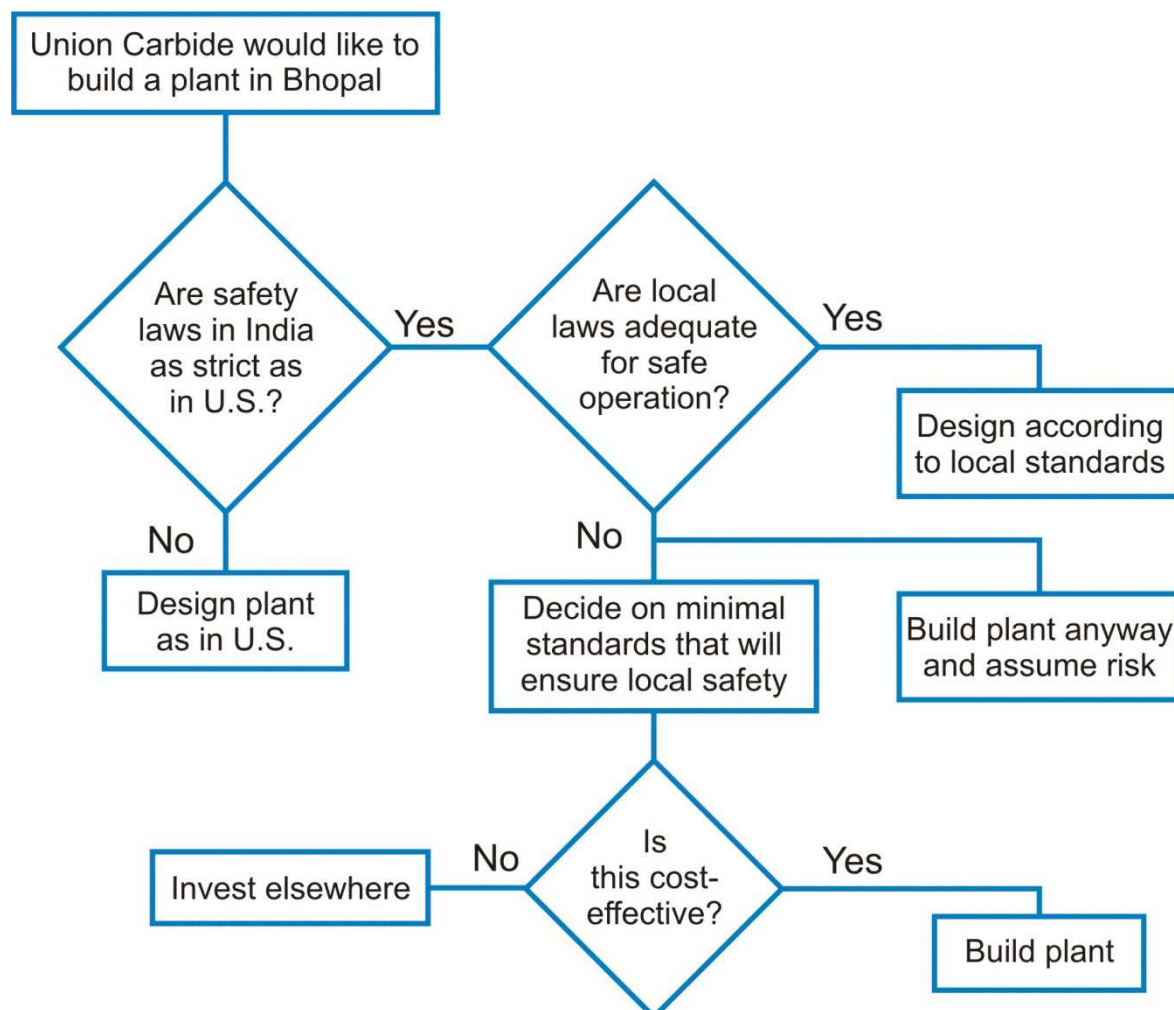 Union Carbide would like to
build a plant in Bhopal
Are safety
laws in India
as strict as
in U.S.?
Yes
Are local
laws adequate
for safe
operation?
Yes
Design according
to local standards
No
Design plant
as in U.S.
No
Decide on minimal
standards that will
ensure local safety
Build plant anyway
and assume risk
Is
this cost-
effective?
No
Invest elsewhere
Yes
Build plant